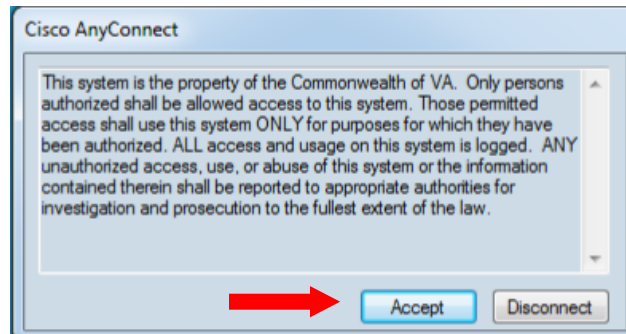 Cisco AnyConnect
This system is the property of the Commonwealth of VA.  Only persons
authorized shall be allowed access to this system. Those permitted
access shall use this system ONLY for purposes for which they have
been authorized. ALL access and usage on this system is logged.  ANY
unauthorized access, use, or abuse of this system or the information
contained therein shall be reported to appropriate authorities for
investigation and prosecution to the fullest extent of the law.
Accept Disconnect